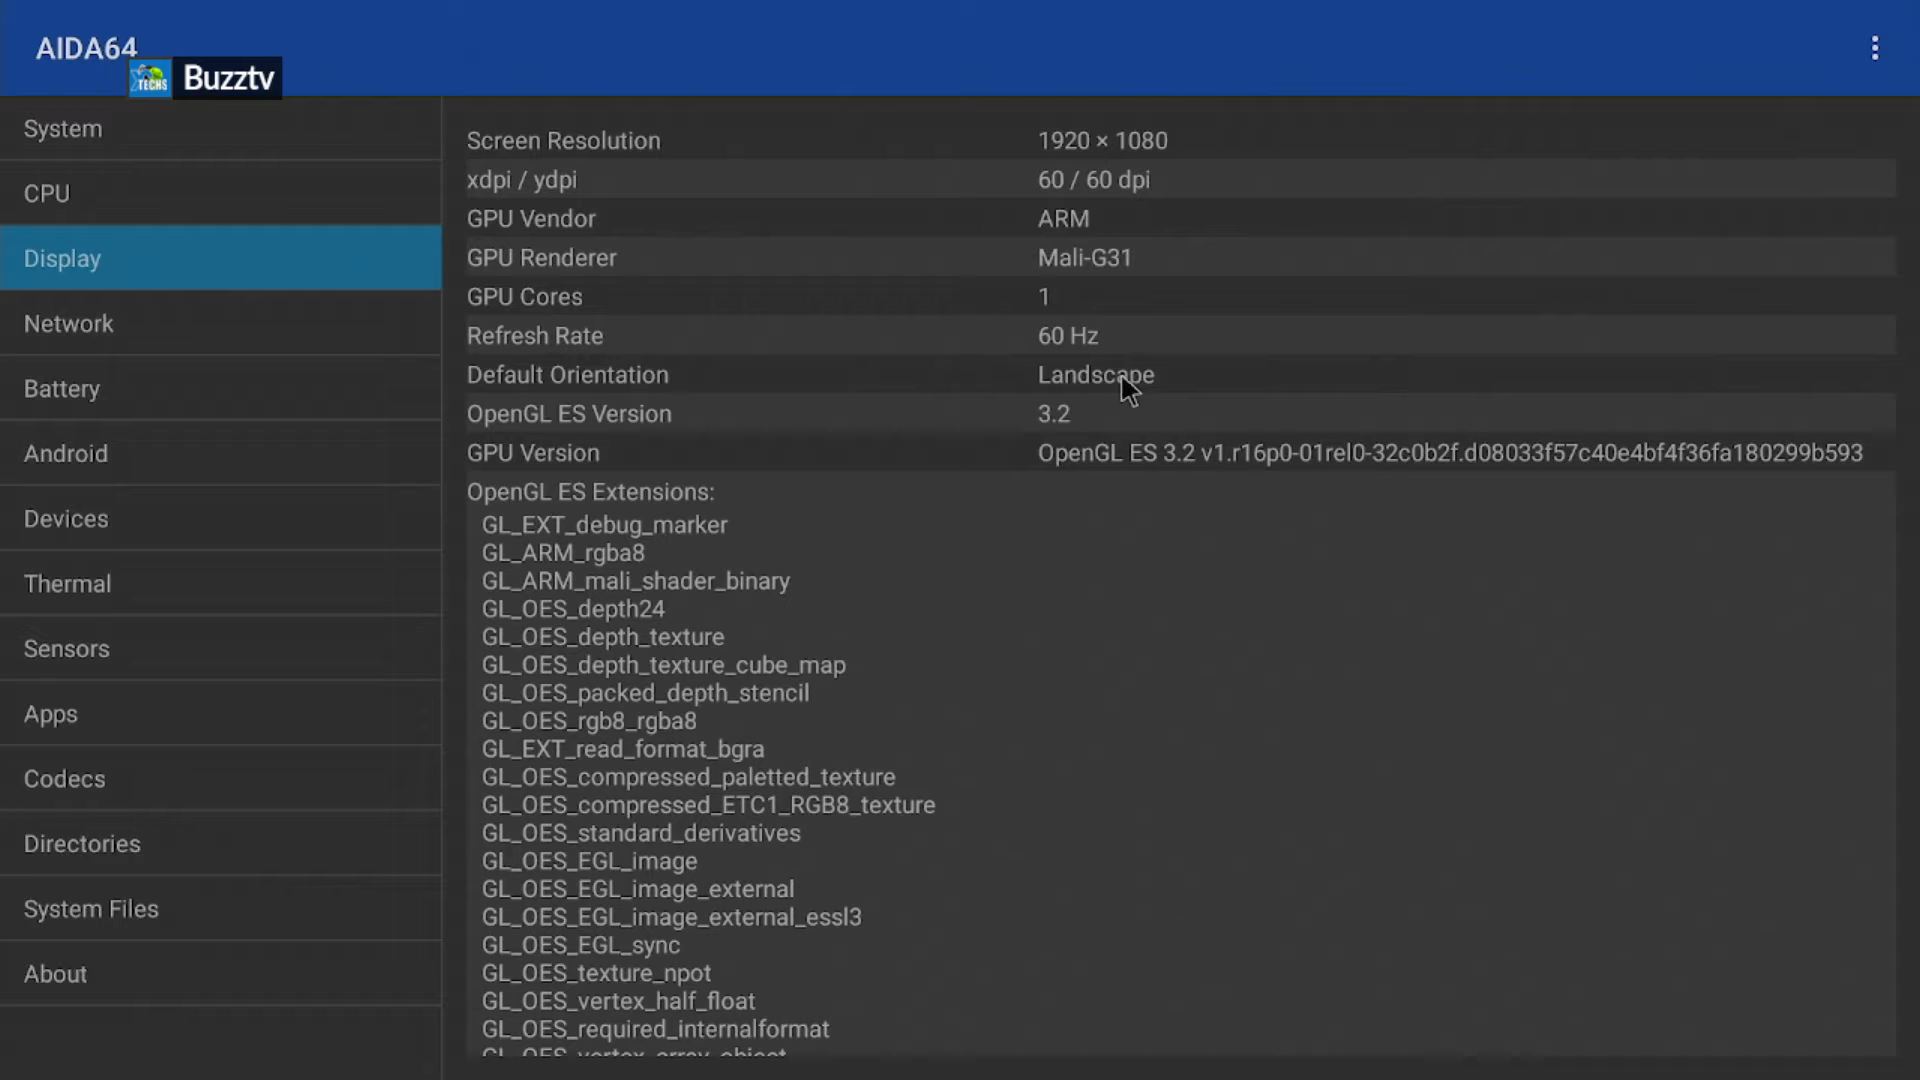 AIDA64
TECHS
Buzztv
System
CPU
Display
Network
Battery
Android
Devices
Thermal
Sensors
Apps
Codecs
Directories
System Files
About
Screen Resolution 1920 × 1080
xdpi / ydpi 60 / 60 dpi
GPU Vendor ARM
GPU Renderer Mali-G31
GPU Cores 1
Refresh Rate 60 Hz
Default Orientation Landscape
OpenGL ES Version 3.2
GPU Version OpenGL ES 3.2 v1.r16p0-01rel0-32c0b2f.d08033f57c40e4bf4f36fa180299b593
OpenGL ES Extensions:
GL_EXT_debug_marker
GL_ARM_rgba8
GL_ARM_mali_shader_binary
GL_OES_depth24
GL_OES_depth_texture
GL_OES_depth_texture_cube_map
GL_OES_packed_depth_stencil
GL_OES_rgb8_rgba8
GL_EXT_read_format_bgra
GL_OES_compressed_paletted_texture
GL_OES_compressed_ETC1_RGB8_texture
GL_OES_standard_derivatives
GL_OES_EGL_image
GL_OES_EGL_image_external
GL_OES_EGL_image_external_essl3
GL_OES_EGL_sync
GL_OES_texture_npot
GL_OES_vertex_half_float
GL_OES_required_internalformat
GL_OES_vertex_array_object